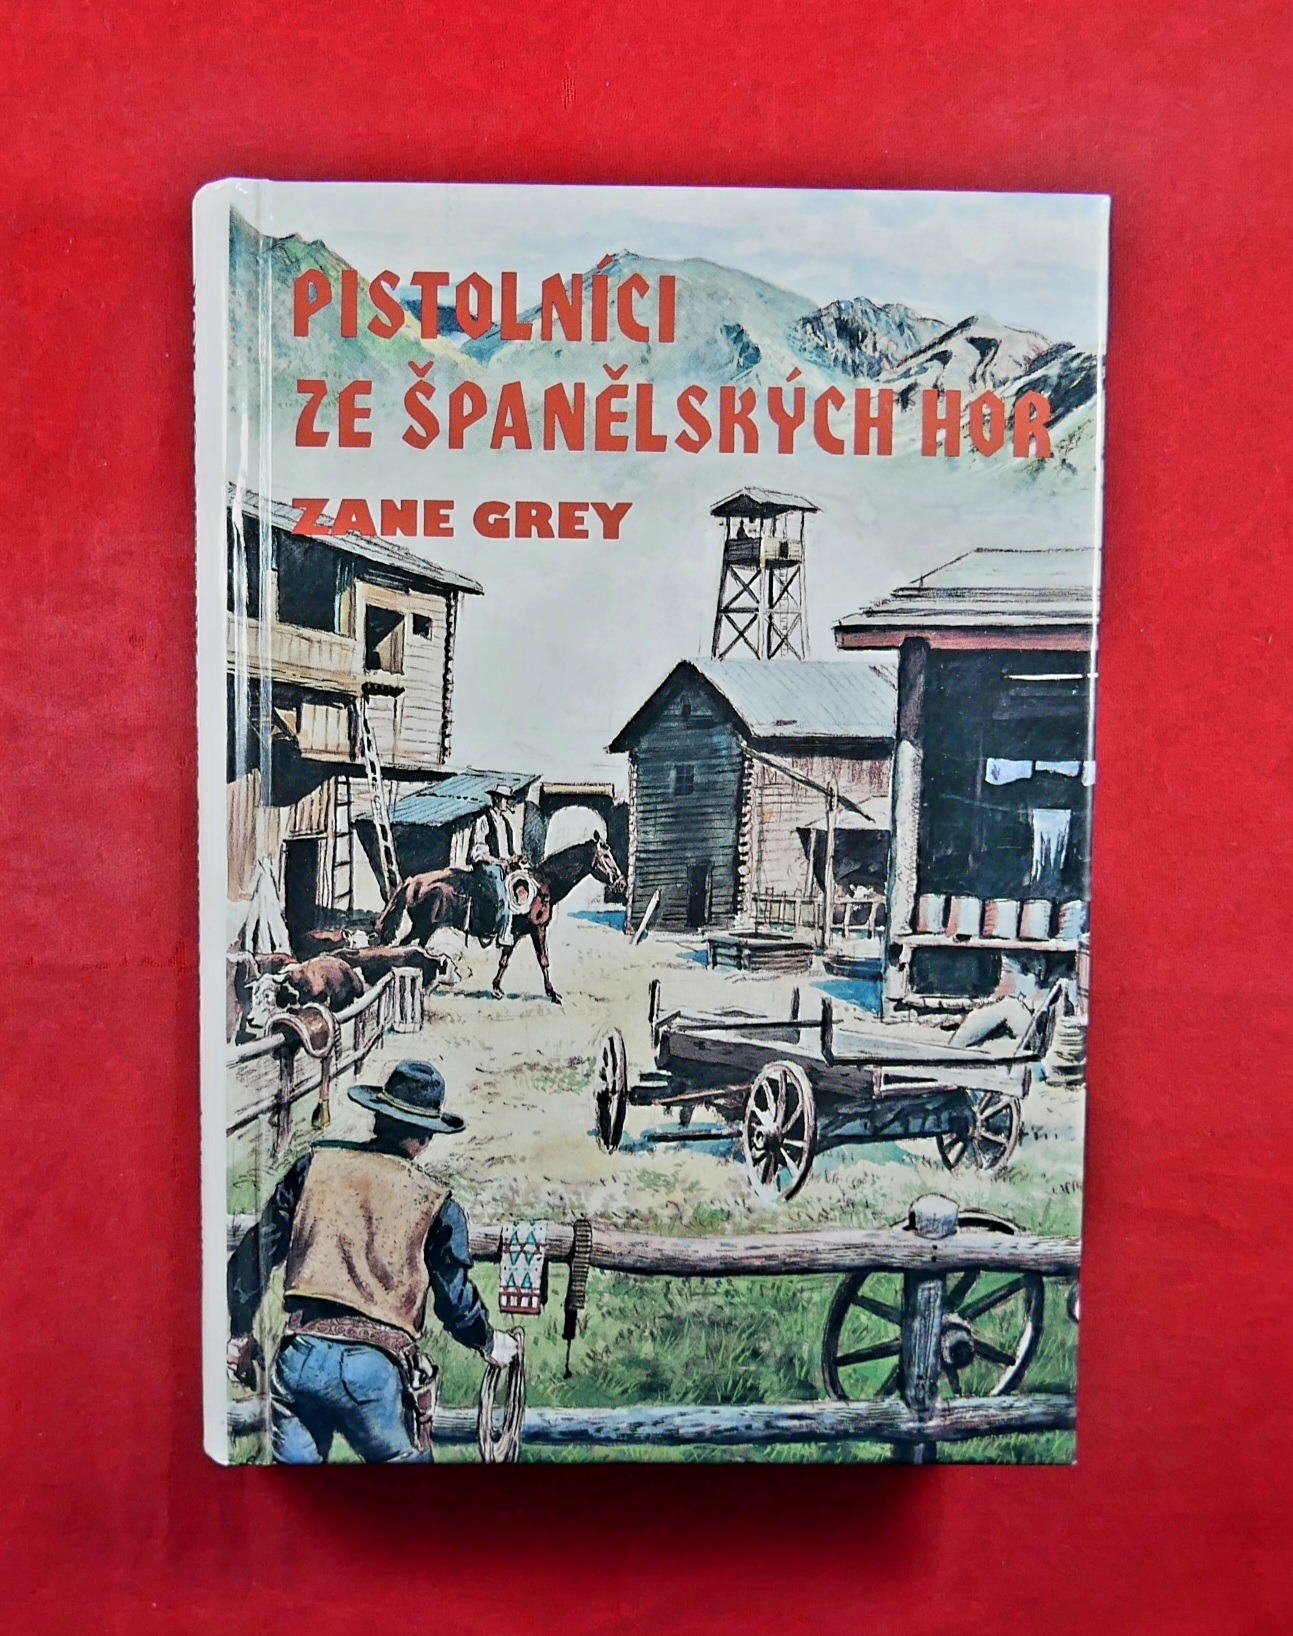 PISTOLNÍCI
ZE ŠPANĚLSKÝCH HOR
ZANE GREY